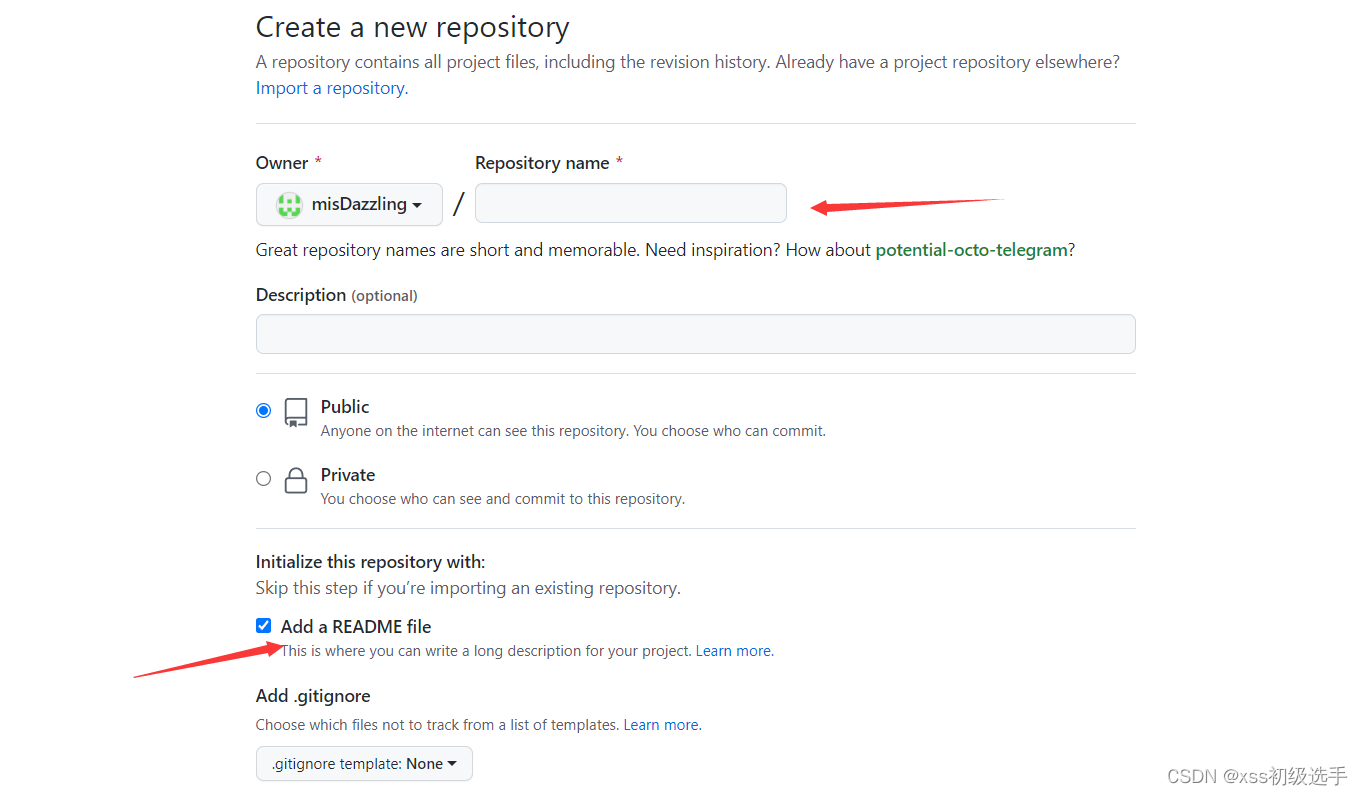 Create a new repository
A repository contains all project files, including the revision history. Already have a project repository elsewhere?
Import a repository.
Owner * Repository name *
misDazzling /
Great repository names are short and memorable. Need inspiration? How about potential-octo-telegram?
Description (optional)
Public
Anyone on the internet can see this repository. You choose who can commit.
Private
You choose who can see and commit to this repository.
Initialize this repository with:
Skip this step if you’re importing an existing repository.
Add a README file
This is where you can write a long description for your project. Learn more.
Add .gitignore
Choose which files not to track from a list of templates. Learn more.
.gitignore template: None
CSDN @xss初级选手